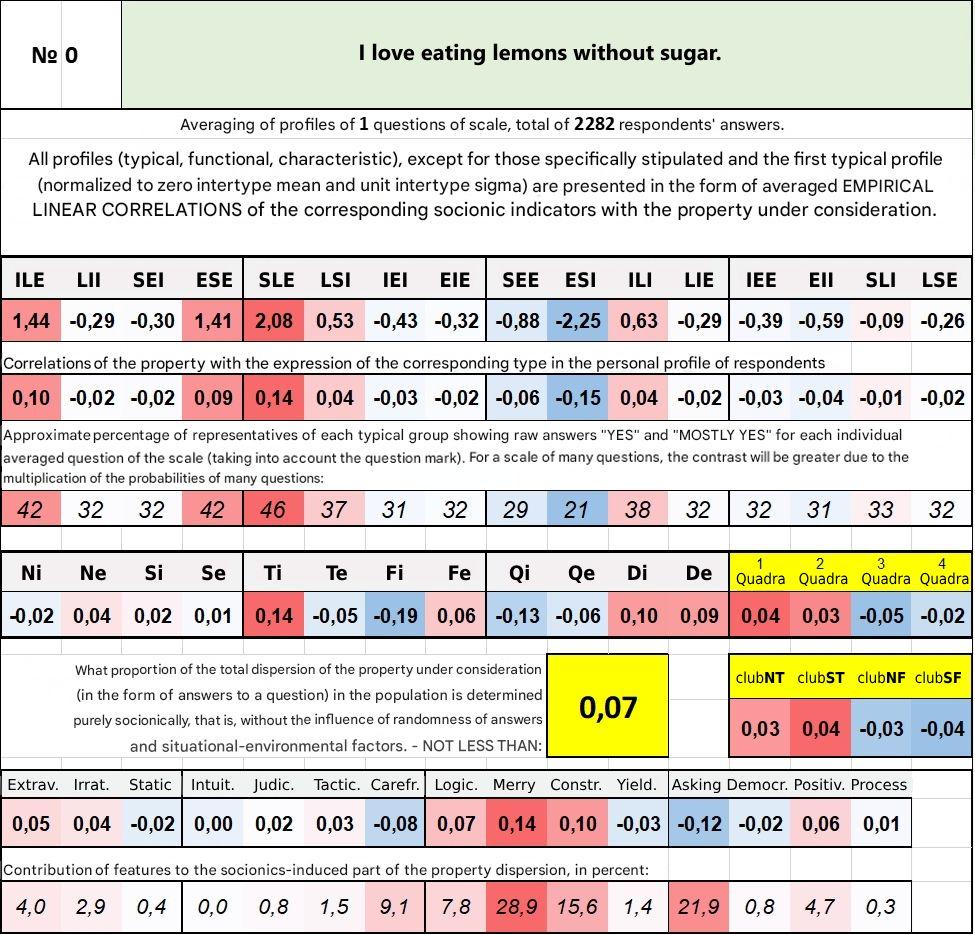 № 0
I love eating lemons without sugar.
Averaging of profiles of 1 questions of scale, total of 2282 respondents' answers.
All profiles (typical, functional, characteristic), except for those specifically stipulated and the first typical profile
(normalized to zero intertype mean and unit intertype sigma) are presented in the form of averaged EMPIRICAL
LINEAR CORRELATIONS of the corresponding socionic indicators with the property under consideration.
ILE LII SEI ESE SLE LSI IEI EIE SEE ESI ILI LIE IEE EII SLI LSE
1,44 -0,29 -0,30 1,41 2,08 0,53 -0,43 -0,32 -0,88 -2,25 0,63 -0,29 -0,39 -0,59 -0,09 -0,26
Correlations of the property with the expression of the corresponding type in the personal profile of respondents
0,10 -0,02 -0,02 0,09 0,14 0,04 -0,03 -0,02 -0,06 -0,15 0,04 -0,02 -0,03 -0,04 -0,01 -0,02
Approximate percentage of representatives of each typical group showing raw answers "YES" and "MOSTLY YES" for each individual
averaged question of the scale (taking into account the question mark). For a scale of many questions, the contrast will be greater due to the
multiplication of the probabilities of many questions:
42 32 32 42 46 37 31 32 29 21 38 32 32 31 33 32
Ni Ne Si Se Ti Te Fi Fe Qi Qe Di De 1 Quadra 2 Quadra 3 Quadra 4 Quadra
-0,02 0,04 0,02 0,01 0,14 -0,05 -0,19 0,06 -0,13 -0,06 0,10 0,09 0,04 0,03 -0,05 -0,02
What proportion of the total dispersion of the property under consideration
(in the form of answers to a question) in the population is determined
purely socionically, that is, without the influence of randomness of answers
and situational-environmental factors. - NOT LESS THAN:
0,07
clubNT clubST clubNF clubSF
0,03 0,04 -0,03 -0,04
Extrav. Irrat. Static Intuit. Judic. Tactic. Carefr. Logic. Merry Constr. Yield. Asking Democr. Positiv. Process
0,05 0,04 -0,02 0,00 0,02 0,03 -0,08 0,07 0,14 0,10 -0,03 -0,12 -0,02 0,06 0,01
Contribution of features to the socionics-induced part of the property dispersion, in percent:
4,0 2,9 0,4 0,0 0,8 1,5 9,1 7,8 28,9 15,6 1,4 21,9 0,8 4,7 0,3